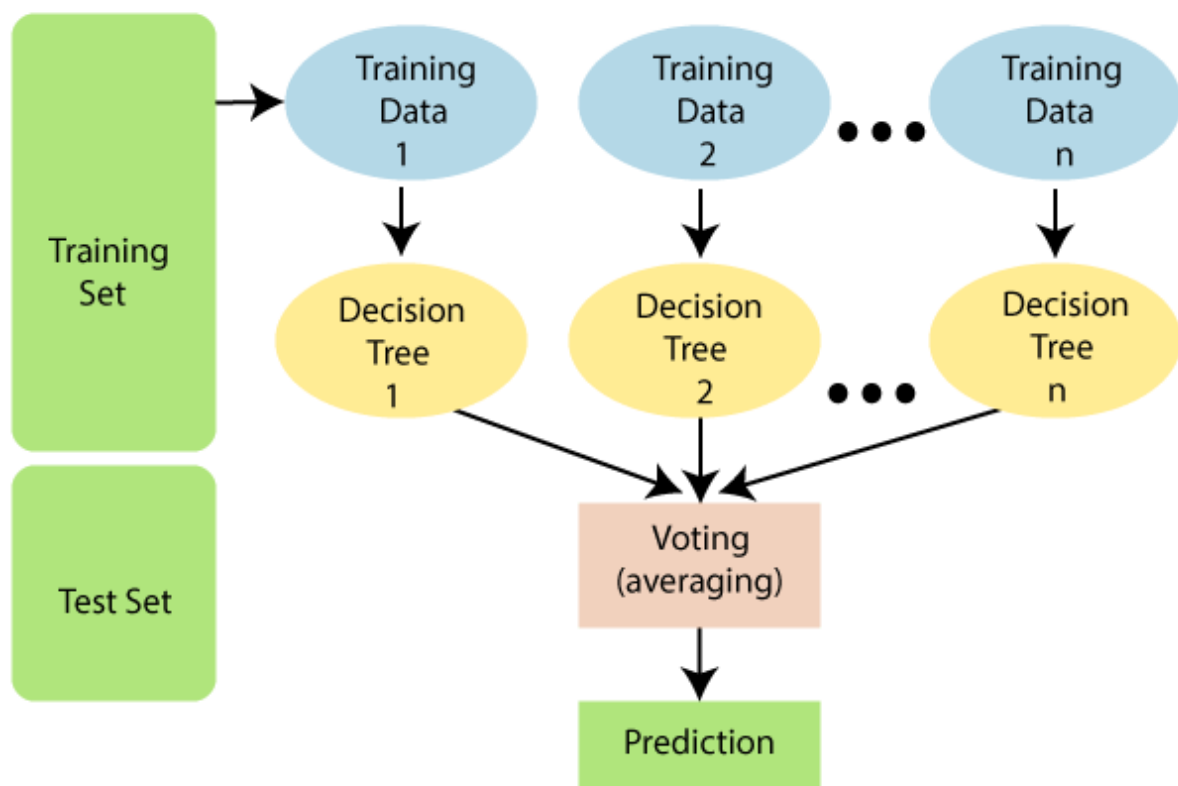 Training
Set
Test Set
Training
Data
1
Training
Data
2
Training
Data
n
Decision
Tree
1
Decision
Tree
2
Decision
Tree
n
Voting
(averaging)
Prediction